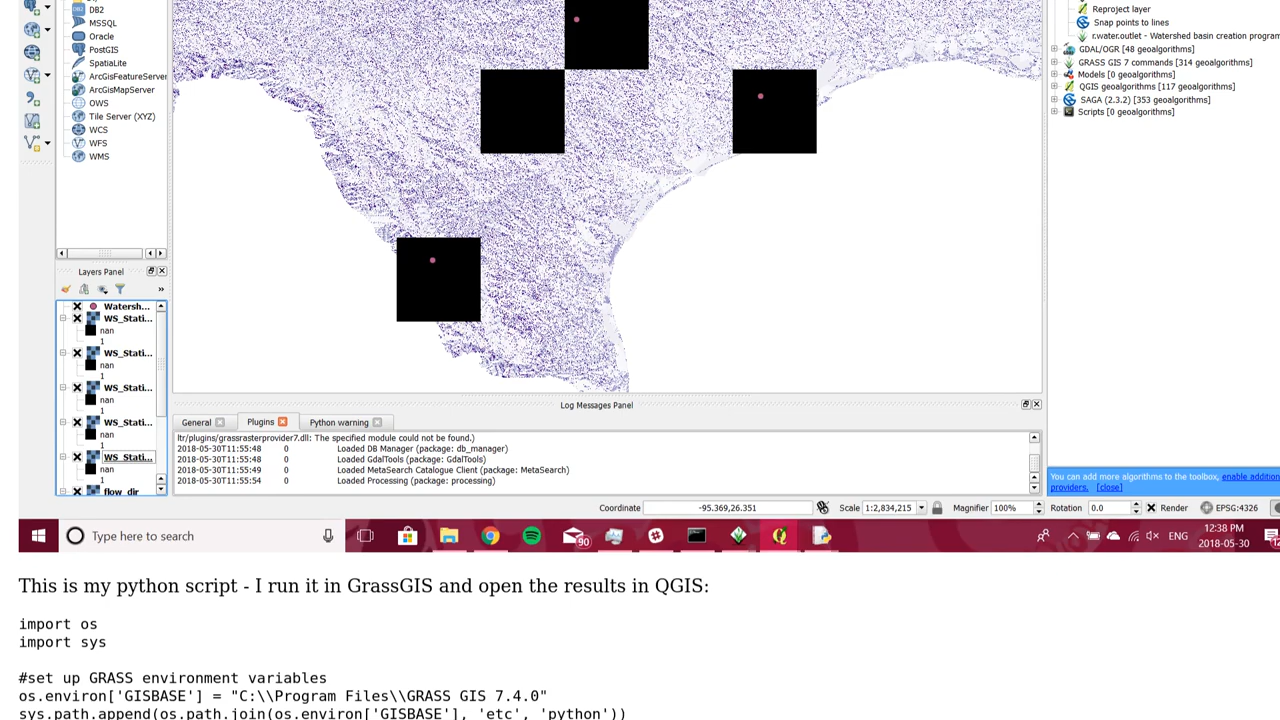 DB2
MSSQL
Oracle
PostGIS
SpatiaLite
ArcGisFeatureServer
ArcGisMapServer
OWS
Tile Server (XYZ)
WCS
WFS
WMS
Layers Panel
»
Watersh...
WS_Stati...
nan
1
WS_Stati...
nan
1
WS_Stati...
nan
1
WS_Stati...
nan
1
WS_Stati...
nan
1
flow_dir
Reproject layer
Snap points to lines
r.water.outlet - Watershed basin creation program
GDAL/OGR [48 geoalgorithms]
GRASS GIS 7 commands [314 geoalgorithms]
Models [0 geoalgorithms]
QGIS geoalgorithms [117 geoalgorithms]
SAGA (2.3.2) [353 geoalgorithms]
Scripts [0 geoalgorithms]
Log Messages Panel
General Plugins Python warning
ltr/plugins/grassrasterprovider7.dll: The specified module could not be found.)
2018-05-30T11:55:48 0 Loaded DB Manager (package: db_manager)
2018-05-30T11:55:48 0 Loaded GdalTools (package: GdalTools)
2018-05-30T11:55:49 0 Loaded MetaSearch Catalogue Client (package: MetaSearch)
2018-05-30T11:55:54 0 Loaded Processing (package: processing)
You can add more algorithms to the toolbox, enable addition
providers. [close]
Coordinate -95.369,26.351 Scale 1:2,834,215 Magnifier 100% Rotation 0.0 Render EPSG:4326
Type here to search
90
ENG
12:38 PM
2018-05-30
This is my python script - I run it in GrassGIS and open the results in QGIS:
import os
import sys
#set up GRASS environment variables
os.environ['GISBASE'] = "C:\\Program Files\\GRASS GIS 7.4.0"
sys.path.append(os.path.join(os.environ['GISBASE'], 'etc', 'python'))